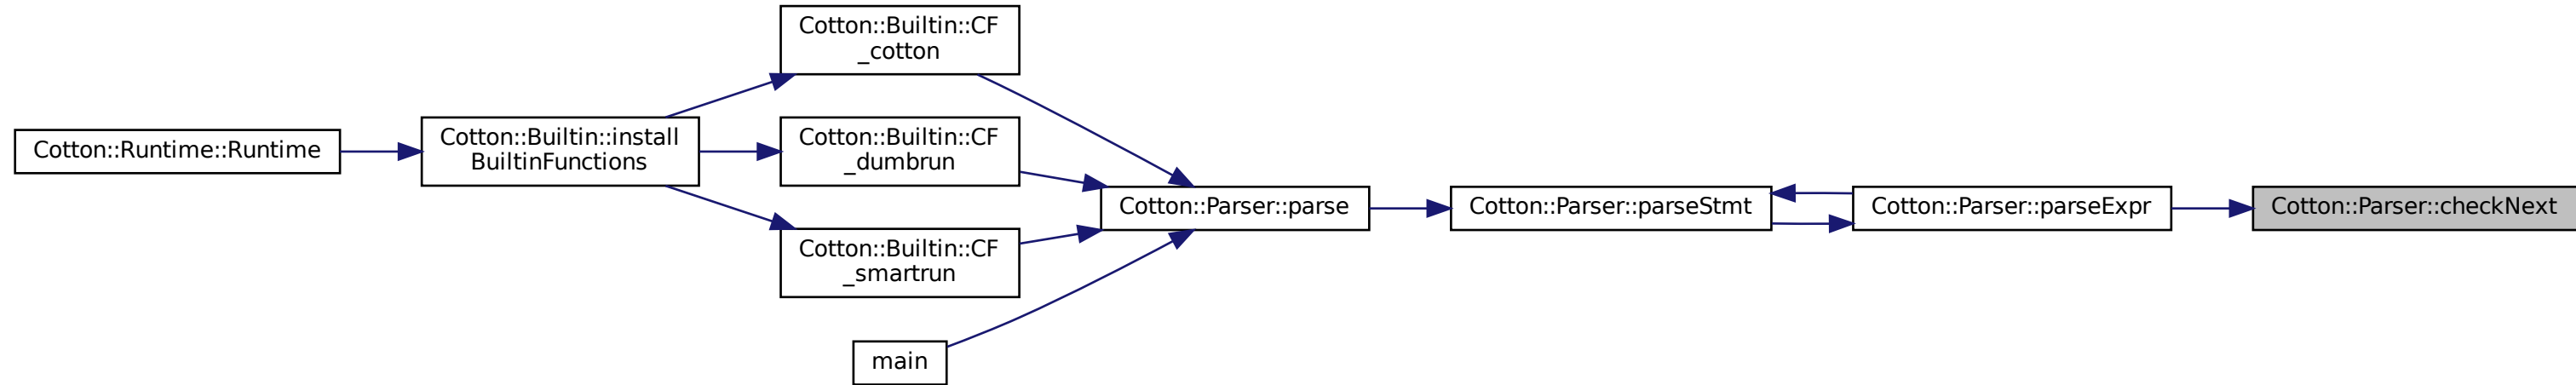 Cotton::Runtime::Runtime
Cotton::Builtin::install
BuiltinFunctions
Cotton::Builtin::CF
_cotton
Cotton::Builtin::CF
_dumbrun
Cotton::Builtin::CF
_smartrun
main
Cotton::Parser::parse
Cotton::Parser::parseStmt
Cotton::Parser::parseExpr
Cotton::Parser::checkNext